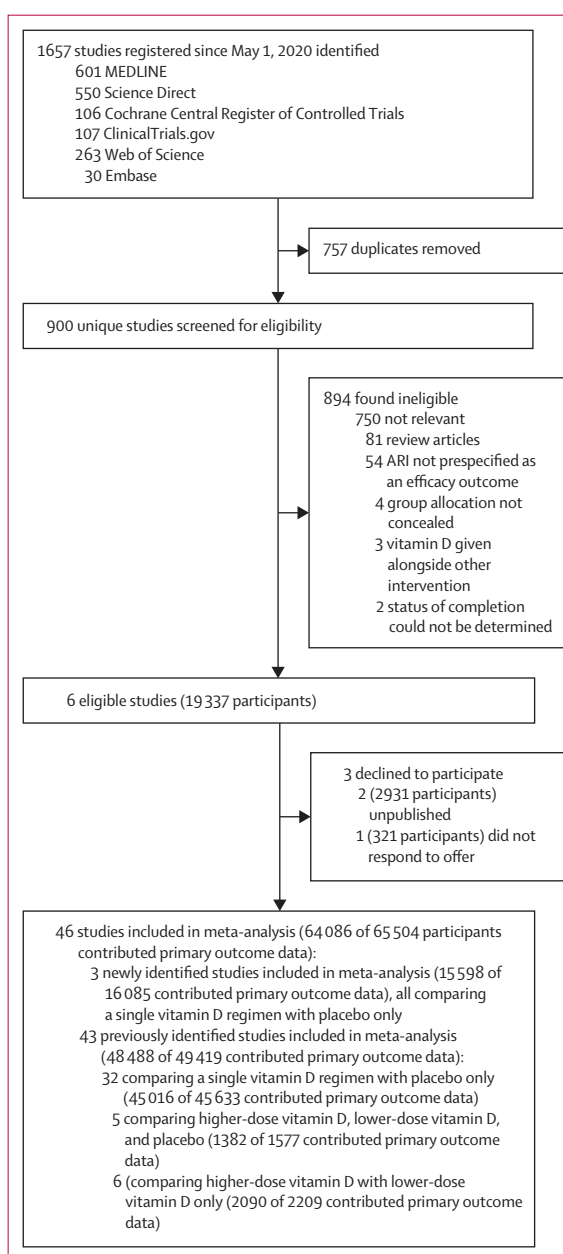 1657 studies registered since May 1, 2020 identified
601 MEDLINE
550 Science Direct
106 Cochrane Central Register of Controlled Trials
107 ClinicalTrials.gov
263 Web of Science
30 Embase
757 duplicates removed
900 unique studies screened for eligibility
894 found ineligible
750 not relevant
81 review articles
54 ARI not prespecified as
an efficacy outcome
4 group allocation not
concealed
3 vitamin D given
alongside other
intervention
2 status of completion
could not be determined
6 eligible studies (19 337 participants)
3 declined to participate
2 (2931 participants)
unpublished
1 (321 participants) did not
respond to offer
46 studies included in meta-analysis (64 086 of 65 504 participants
contributed primary outcome data):
3 newly identified studies included in meta-analysis (15 598 of
16 085 contributed primary outcome data), all comparing
a single vitamin D regimen with placebo only
43 previously identified studies included in meta-analysis
(48 488 of 49 419 contributed primary outcome data):
32 comparing a single vitamin D regimen with placebo only
(45 016 of 45 633 contributed primary outcome data)
5 comparing higher-dose vitamin D, lower-dose vitamin D,
and placebo (1382 of 1577 contributed primary outcome
data)
6 (comparing higher-dose vitamin D with lower-dose
vitamin D only (2090 of 2209 contributed primary outcome
data)